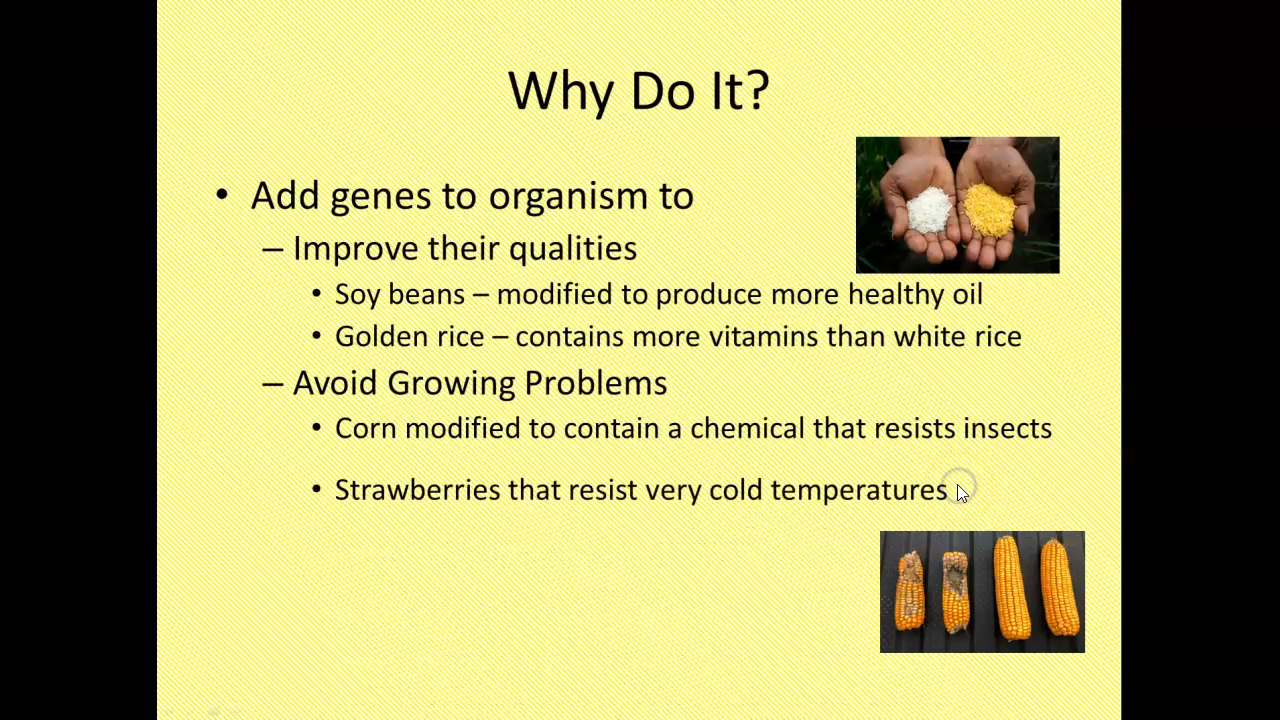 Why Do It?
• Add genes to organism to
– Improve their qualities
• Soy beans – modified to produce more healthy oil
• Golden rice – contains more vitamins than white rice
– Avoid Growing Problems
• Corn modified to contain a chemical that resists insects
• Strawberries that resist very cold temperatures